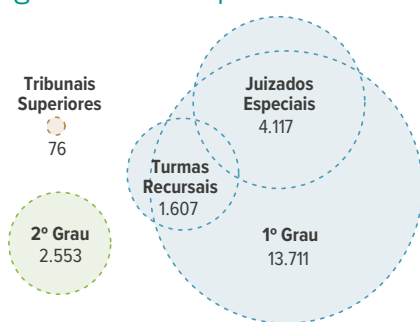 Tribunais
Superiores
76
Juizados
Especiais
4.117
Turmas
Recursais
1.607
2º Grau
2.553
1º Grau
13.711